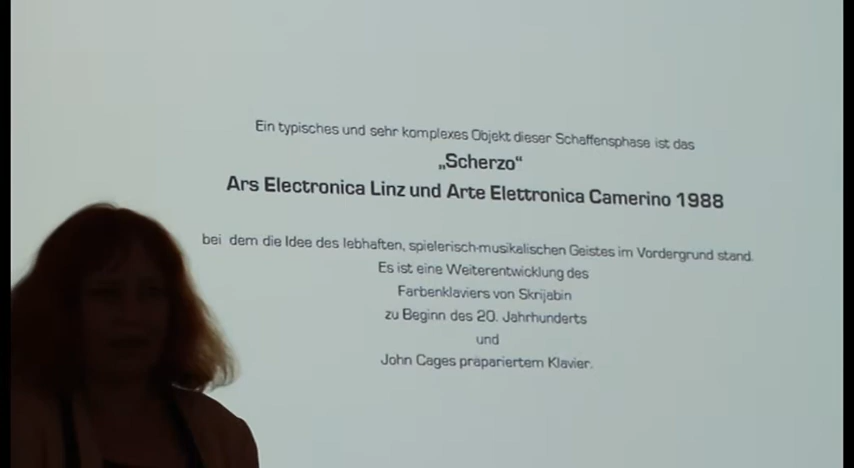 Ein typisches und sehr komplexes Objekt dieser Schaffensphase ist das
„Scherzo“
Ars Electronica Linz und Arte Elettronica Camerino 1988
bei dem die Idee des lebhaften, spielerisch-musikalischen Geistes im Vordergrund stand.
Es ist eine Weiterentwicklung des
Farbenklaviers von Skrijabin
zu Beginn des 20. Jahrhunderts
und
John Cages präpariertem Klavier.